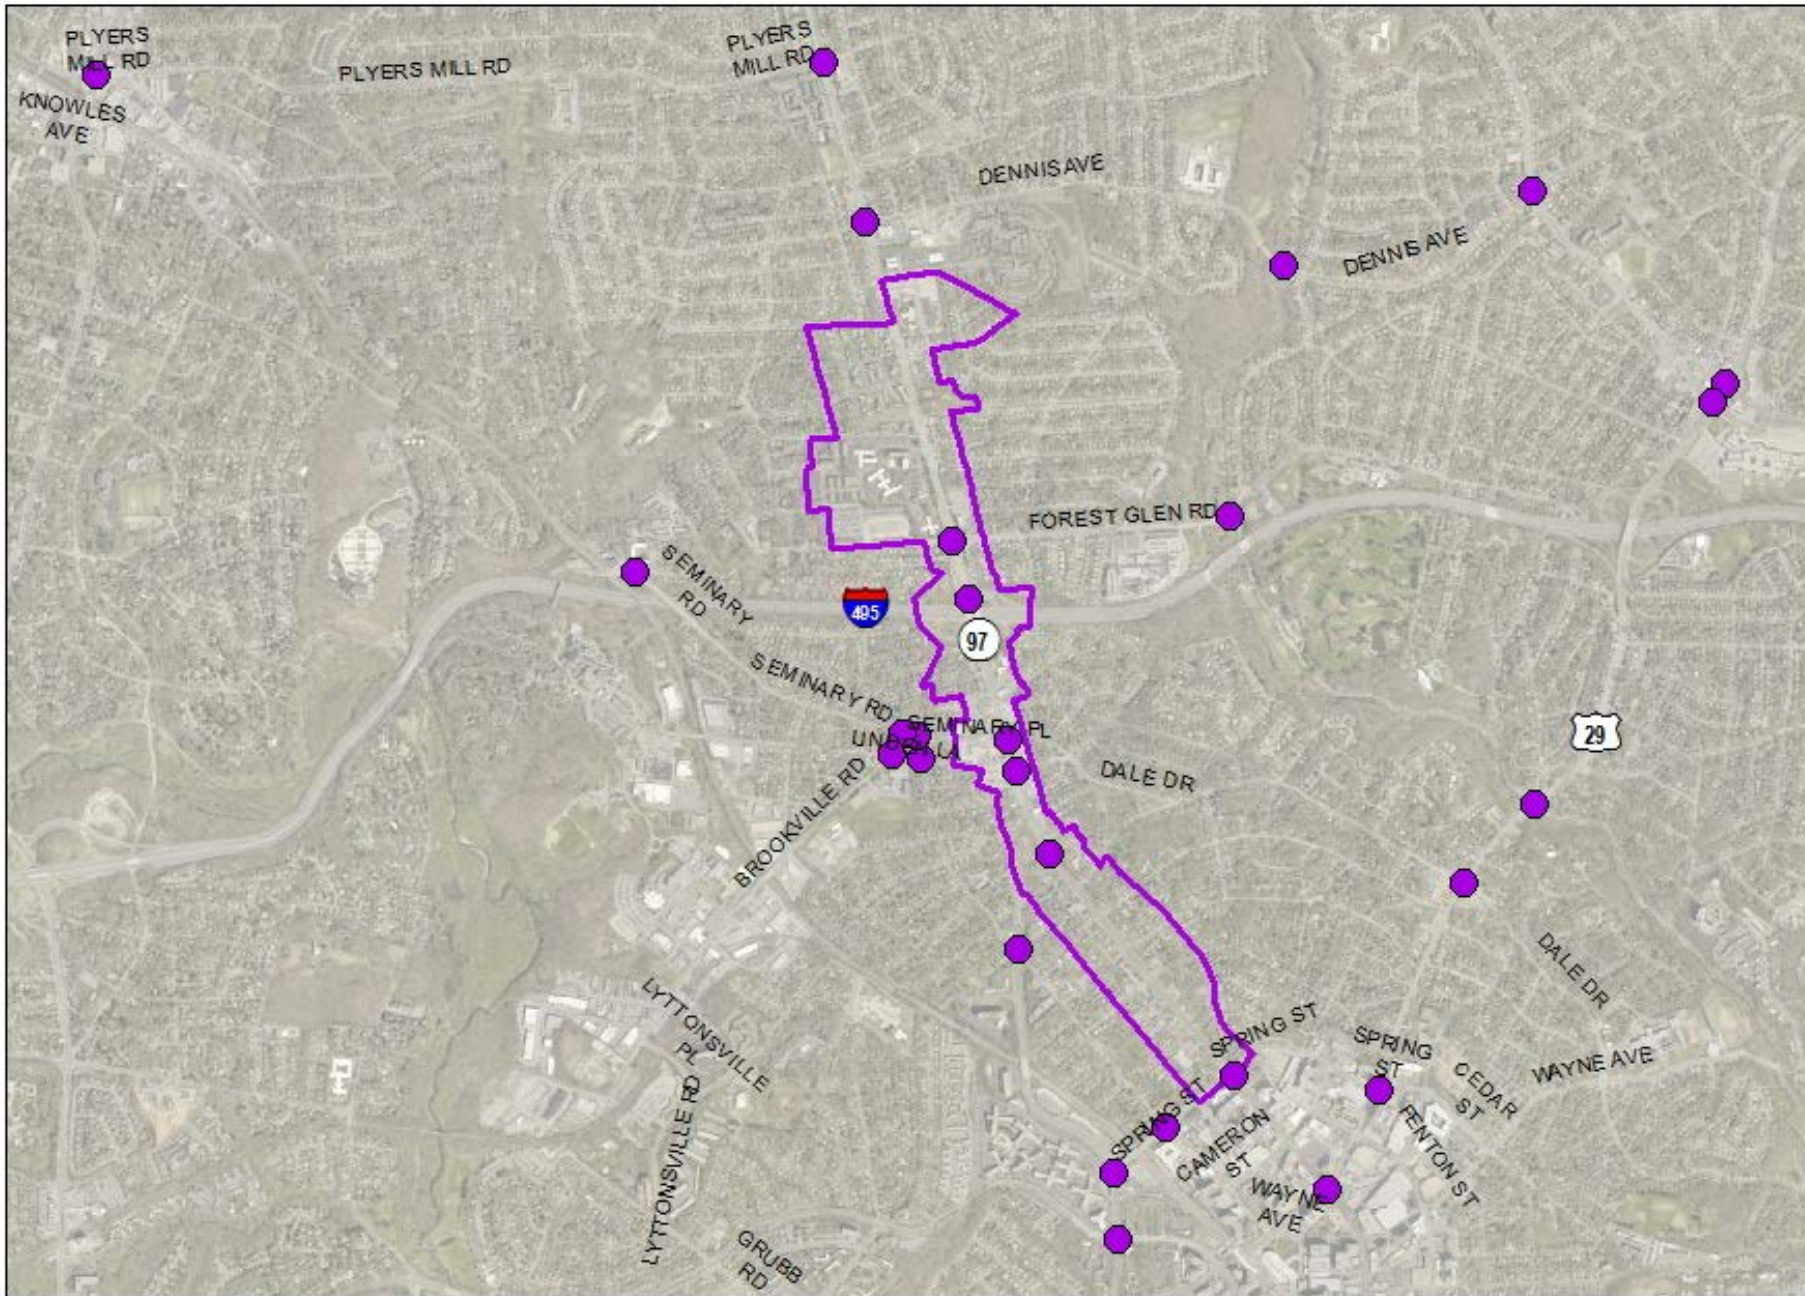 PLYERS
MILL RD
PLYERS MILL RD
PLYERS
MILL RD
KNOWLES
AVE
DENNIS AVE
DENNIS AVE
FOREST GLEN RD
SEMINARY
RD
495
97
SEMINARY RD
SEMINARY PL
29
DALE DR
BROOKVILLE RD
DALE DR
LYTTONSVILLE
PL
SPRING ST
SPRING
ST
CEDAR
ST
WAYNE AVE
LYTTONSVILLE RD
SPRING ST
CAMERON
ST
FENTON ST
WAYNE
AVE
GRUBB
RD